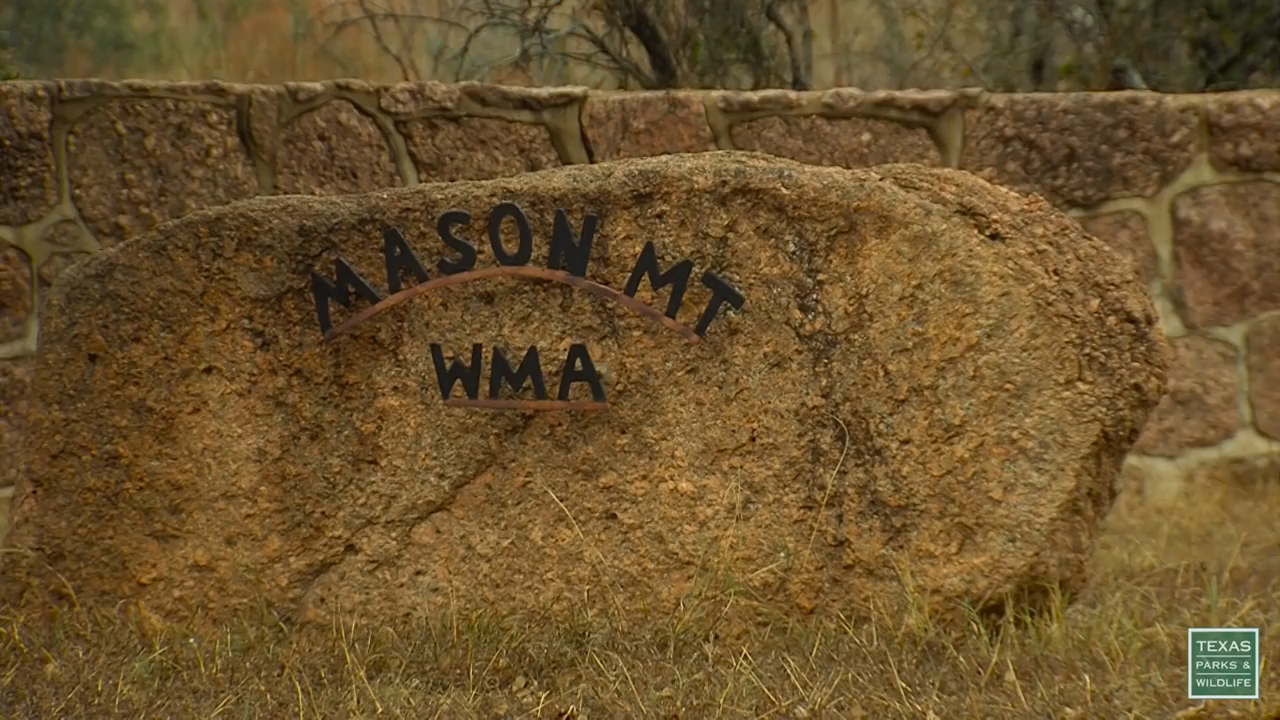 MASON MT
WMA
TEXAS
PARKS &
WILDLIFE